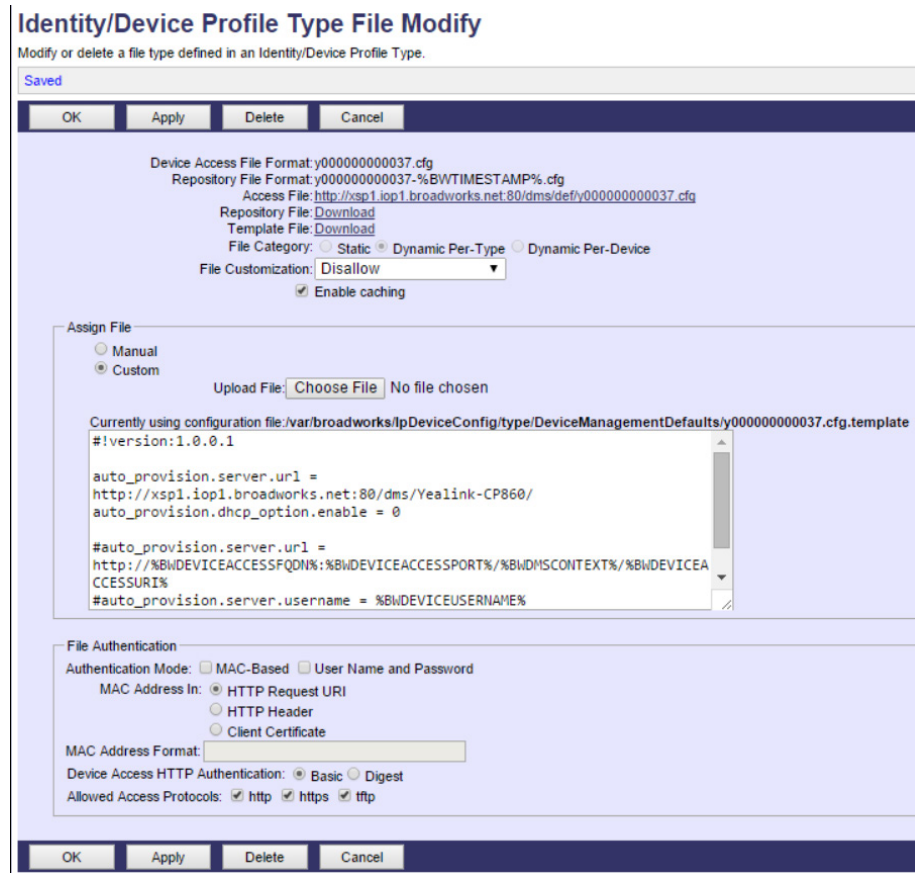 Identity/Device Profile Type File Modify
Modify or delete a file type defined in an Identity/Device Profile Type.
Saved
OK Apply Delete Cancel
Device Access File Format:y000000000037.cfg
Repository File Format:y000000000037-%BWTIMESTAMP%.cfg
Access File:http://xsp1.iop1.broadworks.net:80/dms/def/y000000000037.cfg
Repository File:Download
Template File:Download
File Category: Static Dynamic Per-Type Dynamic Per-Device
File Customization: Disallow
Enable caching
Assign File
Manual
Custom
Upload File: Choose File No file chosen
Currently using configuration file:/var/broadworks/IpDeviceConfig/type/DeviceManagementDefaults/y000000000037.cfg.template
#!version:1.0.0.1
auto_provision.server.url =
http://xsp1.iop1.broadworks.net:80/dms/Yealink-CP860/
auto_provision.dhcp_option.enable = 0
#auto_provision.server.url =
http://%BWDEVICEACCESSFQDN%:%BWDEVICEACCESSPORT%/%BWDMSCONTEXT%/%BWDEVICEA
CCESSURI%
#auto_provision.server.username = %BWDEVICEUSERNAME%
File Authentication
Authentication Mode: MAC-Based User Name and Password
MAC Address In: HTTP Request URI
HTTP Header
Client Certificate
MAC Address Format:
Device Access HTTP Authentication: Basic Digest
Allowed Access Protocols: http https tftp
OK Apply Delete Cancel